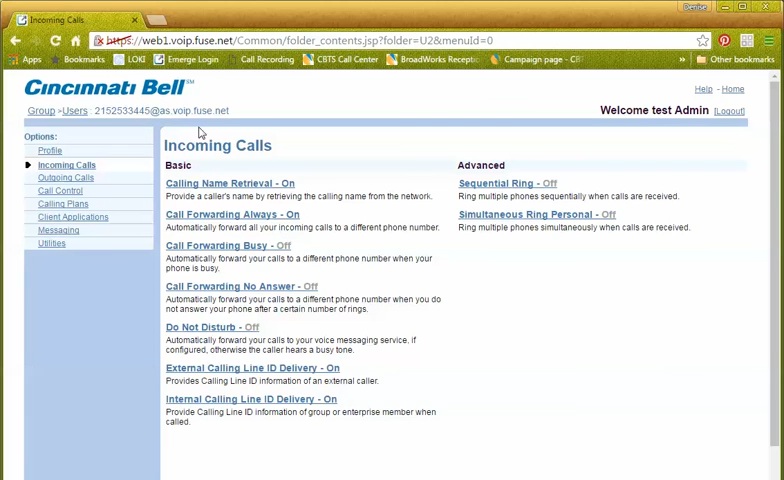 Denise
Incoming Calls
https://web1.voip.fuse.net/Common/folder_contents.jsp?folder=U2&menuId=0
Apps Bookmarks LOKI Emerge Login Call Recording CBTS Call Center BroadWorks Recepti Campaign page - CB » Other bookmarks
Cincinnati Bell SM
Help - Home
Group >Users : 2152533445@as.voip.fuse.net
Welcome test Admin [Logout]
Options:
Profile
Incoming Calls
Outgoing Calls
Call Control
Calling Plans
Client Applications
Messaging
Utilities
Incoming Calls
Basic
Calling Name Retrieval - On
Provide a caller's name by retrieving the calling name from the network.
Call Forwarding Always - On
Automatically forward all your incoming calls to a different phone number.
Call Forwarding Busy - Off
Automatically forward your calls to a different phone number when your
phone is busy.
Call Forwarding No Answer - Off
Automatically forward your calls to a different phone number when you do
not answer your phone after a certain number of rings.
Do Not Disturb - Off
Automatically forward your calls to your voice messaging service, if
configured, otherwise the caller hears a busy tone.
External Calling Line ID Delivery - On
Provides Calling Line ID information of an external caller.
Internal Calling Line ID Delivery - On
Provide Calling Line ID information of group or enterprise member when
called.
Advanced
Sequential Ring - Off
Ring multiple phones sequentially when calls are received.
Simultaneous Ring Personal - Off
Ring multiple phones simultaneously when calls are received.